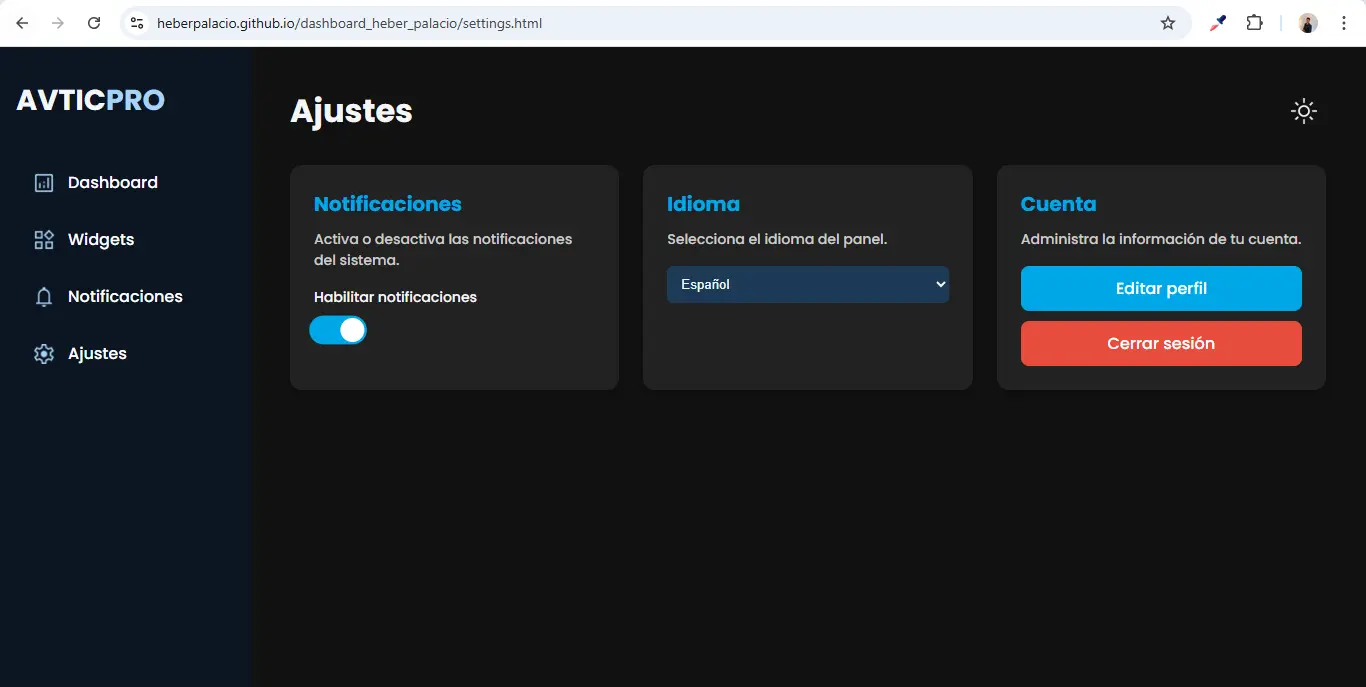 heberpalacio.github.io/dashboard_heber_palacio/settings.html
AVTICPRO
Dashboard
Widgets
Notificaciones
Ajustes
Ajustes
Notificaciones
Activa o desactiva las notificaciones
del sistema.
Habilitar notificaciones
Idioma
Selecciona el idioma del panel.
Español
Cuenta
Administra la información de tu cuenta.
Editar perfil
Cerrar sesión